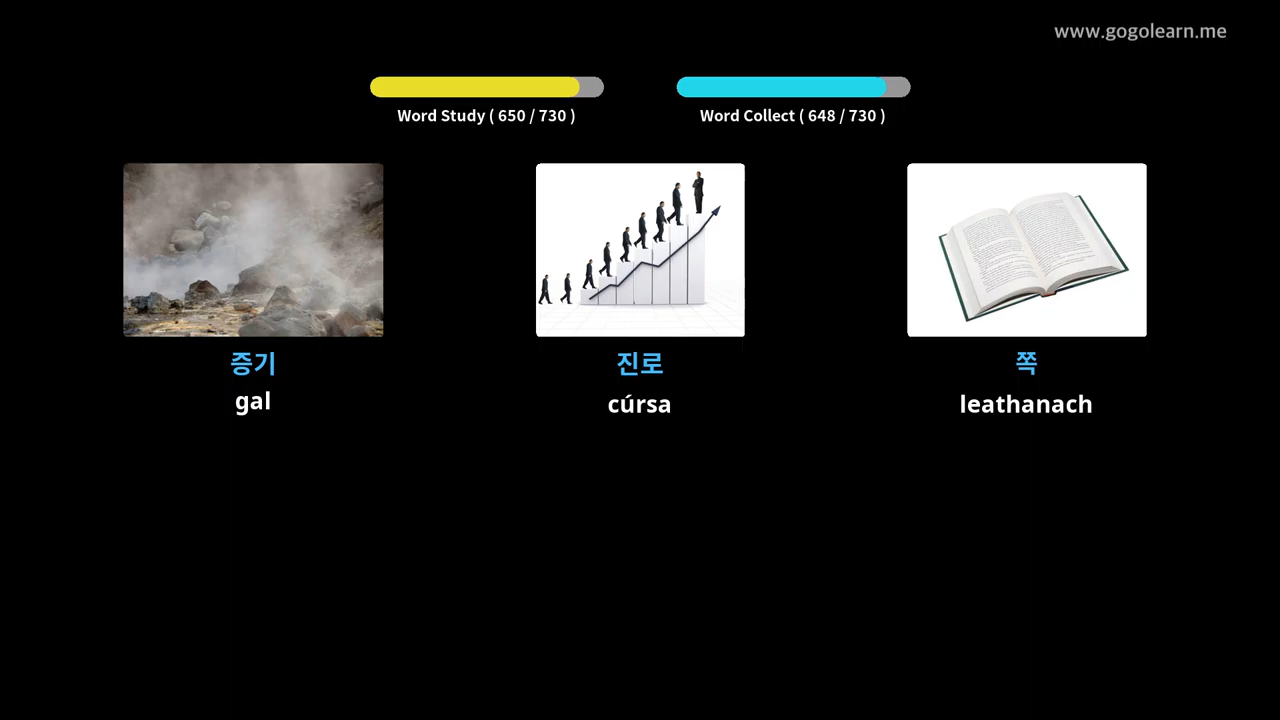 www.gogolearn.me
Word Study ( 650 / 730 )
Word Collect ( 648 / 730 )
증기
gal
진로
cúrsa
쪽
leathanach